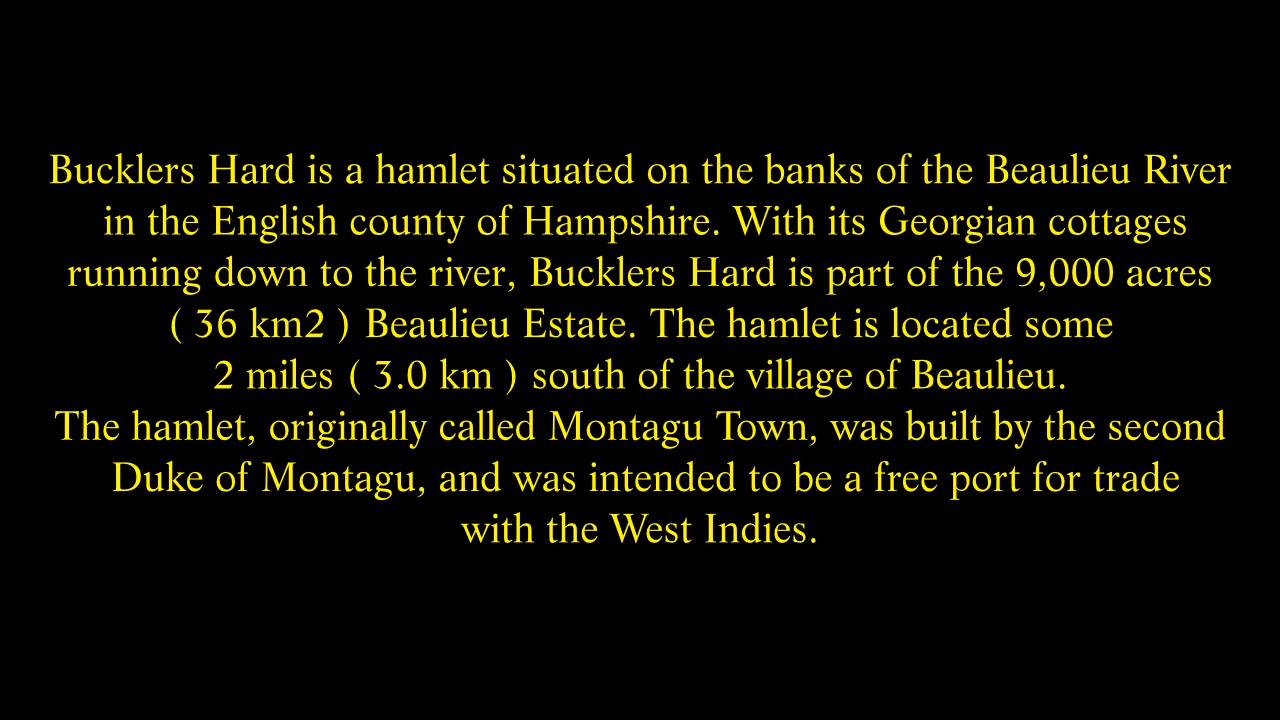 Bucklers Hard is a hamlet situated on the banks of the Beaulieu River
in the English county of Hampshire. With its Georgian cottages
running down to the river, Bucklers Hard is part of the 9,000 acres
( 36 km2 ) Beaulieu Estate. The hamlet is located some
2 miles ( 3.0 km ) south of the village of Beaulieu.
The hamlet, originally called Montagu Town, was built by the second
Duke of Montagu, and was intended to be a free port for trade
with the West Indies.